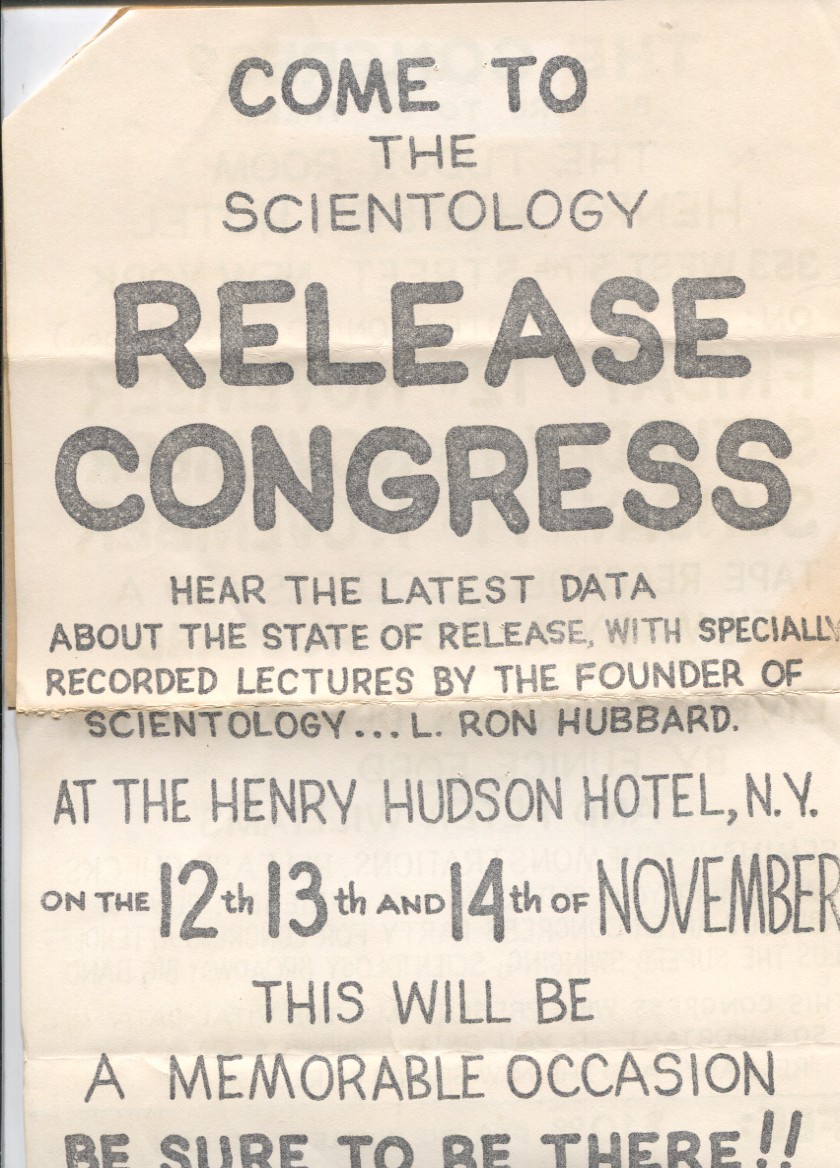 COME TO
THE
SCIENTOLOGY
RELEASE
CONGRESS
HEAR THE LATEST DATA
ABOUT THE STATE OF RELEASE, WITH SPECIALLY
RECORDED LECTURES BY THE FOUNDER OF
SCIENTOLOGY... L. RON HUBBARD.
AT THE HENRY HUDSON HOTEL, N.Y.
ON THE 12th 13th AND 14th OF NOVEMBER
THIS WILL BE
A MEMORABLE OCCASION
BE SURE TO BE THERE!!